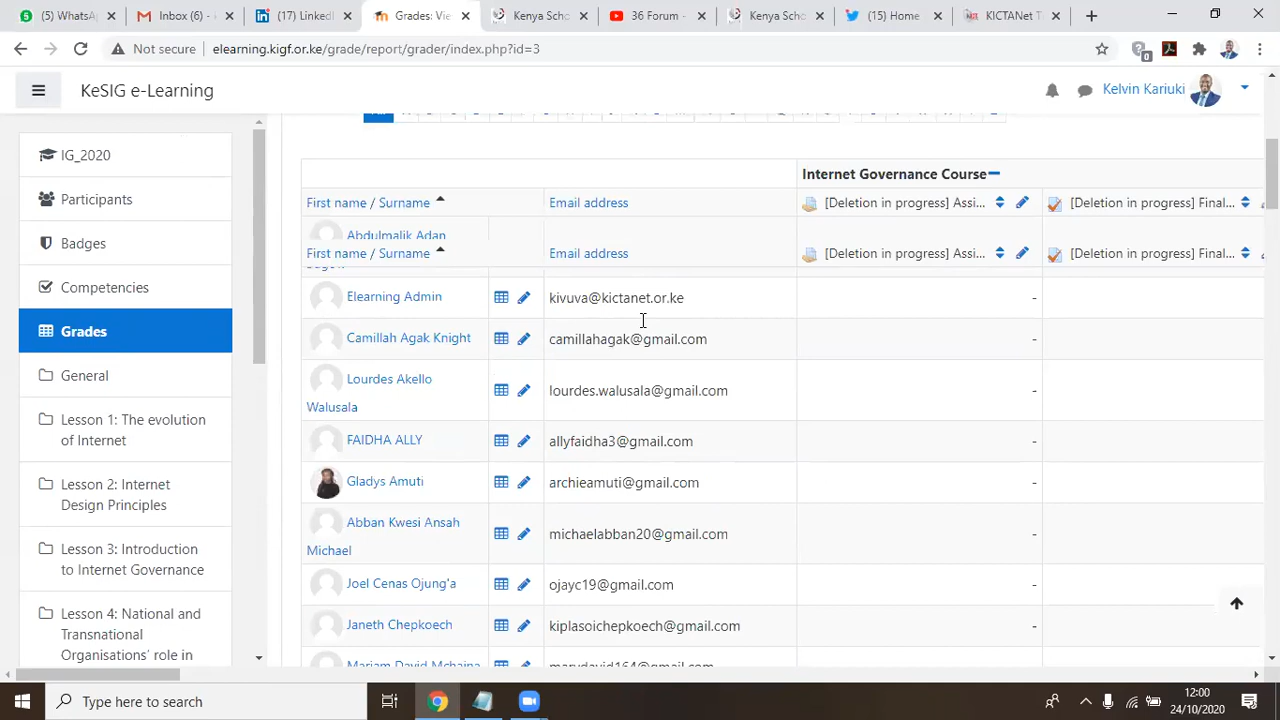 (5) WhatsA
Inbox (6) -
(17) LinkedI
Grades: Vie
Kenya Scho
36 Forum -
Kenya Scho
(15) Home
KICTANet T
Not secure
elearning.kigf.or.ke/grade/report/grader/index.php?id=3
0
KeSIG e-Learning
Kelvin Kariuki
IG_2020
Participants
Badges
Competencies
Grades
General
Lesson 1: The evolution
of Internet
Lesson 2: Internet
Design Principles
Lesson 3: Introduction
to Internet Governance
Lesson 4: National and
Transnational
Organisations' role in
Internet Governance Course
First name / Surname Email address [Deletion in progress] Assi... [Deletion in progress] Final...
Abdulmalik Adan
First name / Surname Email address [Deletion in progress] Assi... [Deletion in progress] Final...
Elearning Admin kivuva@kictanet.or.ke -
Camillah Agak Knight camillahagak@gmail.com -
Lourdes Akello
Walusala lourdes.walusala@gmail.com -
FAIDHA ALLY allyfaidha3@gmail.com -
Gladys Amuti archieamuti@gmail.com -
Abban Kwesi Ansah
Michael michaelabban20@gmail.com -
Joel Cenas Ojung'a ojayc19@gmail.com -
Janeth Chepkoech kiplasoichepkoech@gmail.com -
Mariam David Mchaina marydavid164@gmail.com
Type here to search
12:00
24/10/2020